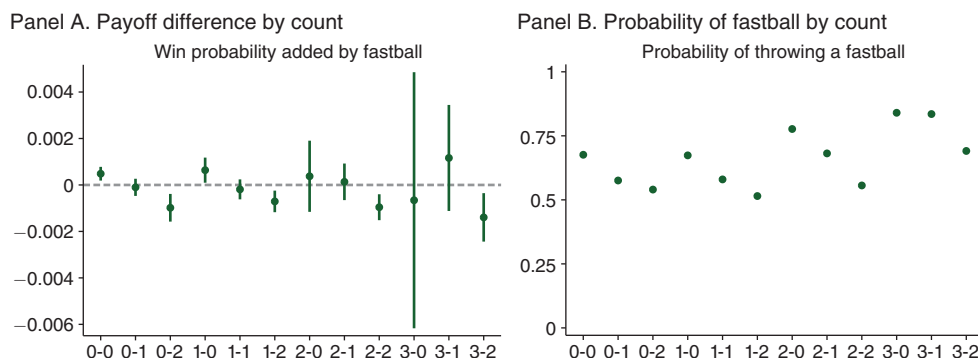 Panel A. Payoff difference by count
Win probability added by fastball
0.004
0.002
0
−0.002
−0.004
−0.006
0-0 0-1 0-2 1-0 1-1 1-2 2-0 2-1 2-2 3-0 3-1 3-2
Panel B. Probability of fastball by count
Probability of throwing a fastball
1
0.75
0.5
0.25
0
0-0 0-1 0-2 1-0 1-1 1-2 2-0 2-1 2-2 3-0 3-1 3-2